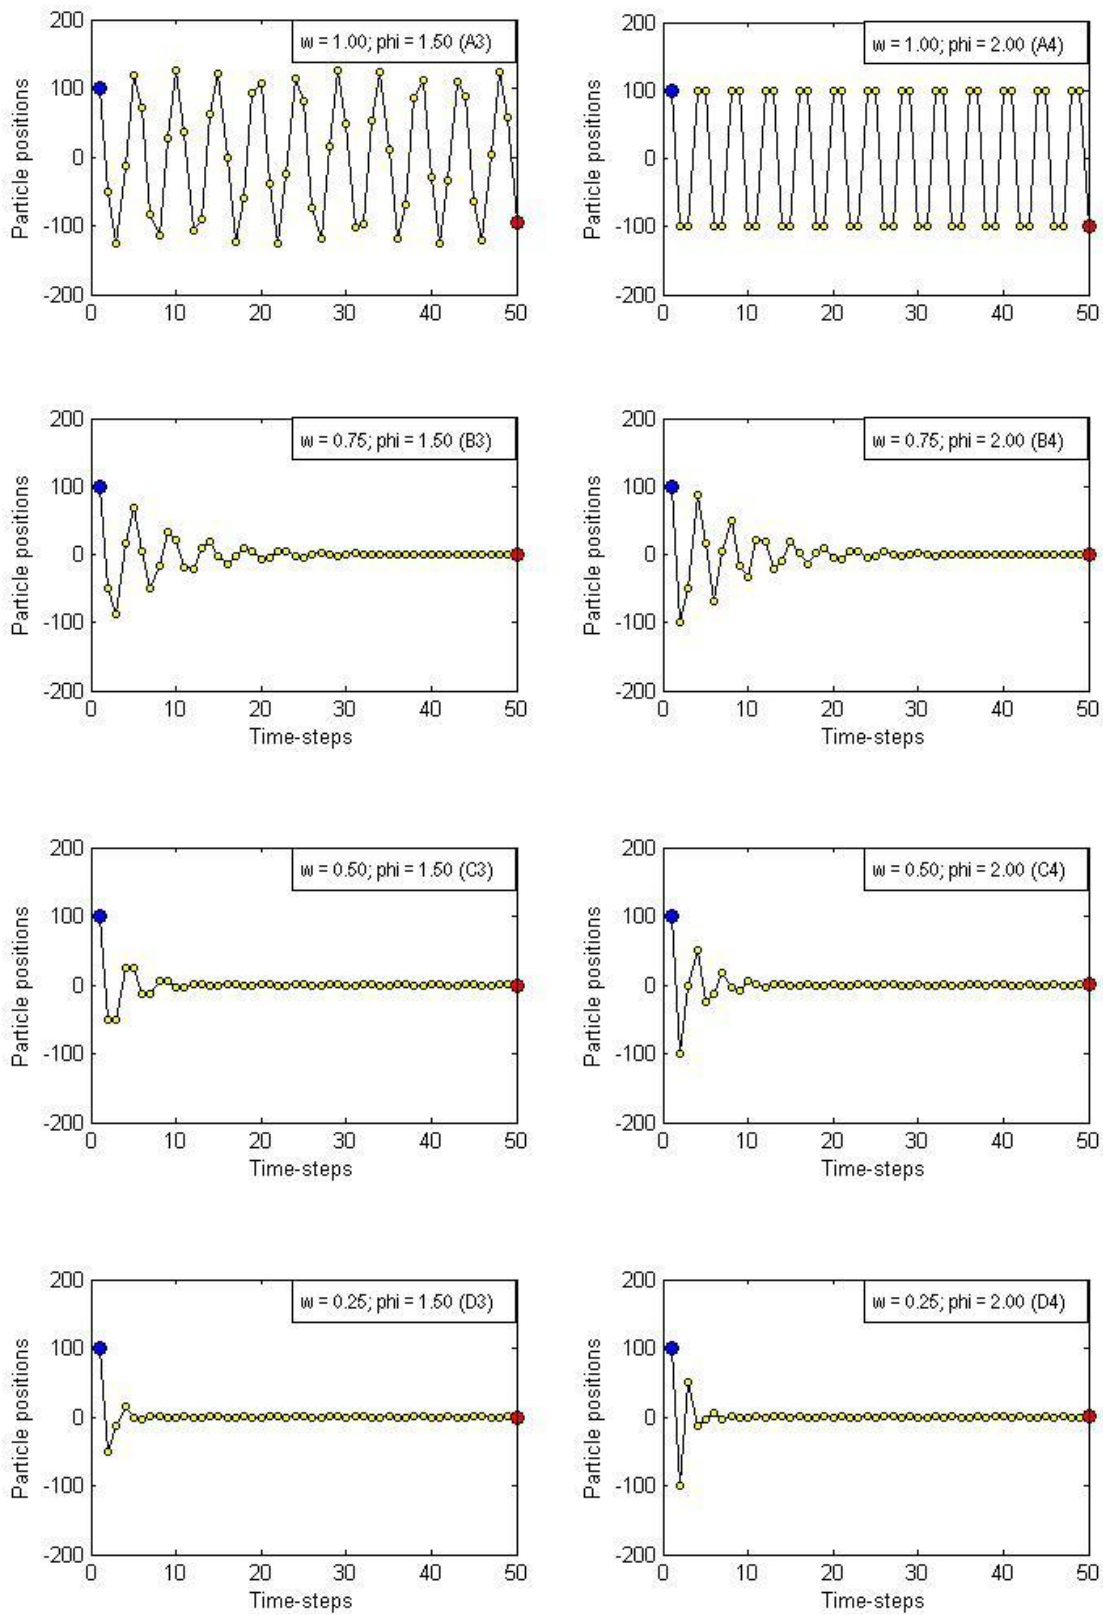 w = 1.00; phi = 1.50 (A3)
Particle positions
200
100
0
-100
-200
0 10 20 30 40 50
w = 1.00; phi = 2.00 (A4)
Particle positions
200
100
0
-100
-200
0 10 20 30 40 50
w = 0.75; phi = 1.50 (B3)
Particle positions
200
100
0
-100
-200
0 10 20 30 40 50
Time-steps
w = 0.75; phi = 2.00 (B4)
Particle positions
200
100
0
-100
-200
0 10 20 30 40 50
Time-steps
w = 0.50; phi = 1.50 (C3)
Particle positions
200
100
0
-100
-200
0 10 20 30 40 50
Time-steps
w = 0.50; phi = 2.00 (C4)
Particle positions
200
100
0
-100
-200
0 10 20 30 40 50
Time-steps
w = 0.25; phi = 1.50 (D3)
Particle positions
200
100
0
-100
-200
0 10 20 30 40 50
Time-steps
w = 0.25; phi = 2.00 (D4)
Particle positions
200
100
0
-100
-200
0 10 20 30 40 50
Time-steps